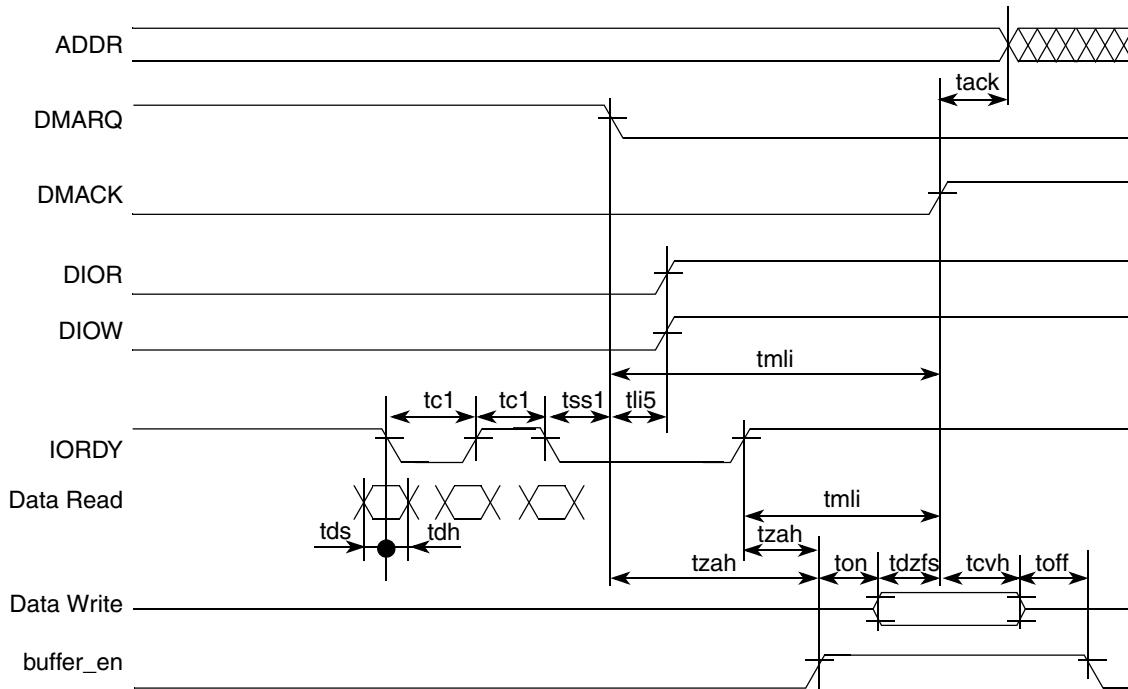 ADDR
tack
DMARQ
DMACK
DIOR
DIOW
tmli
tc1 tc1 tss1 tli5
IORDY
Data Read
tmli
tds tdh
tzah
tzah ton tdzfs tcvh toff
Data Write
buffer_en